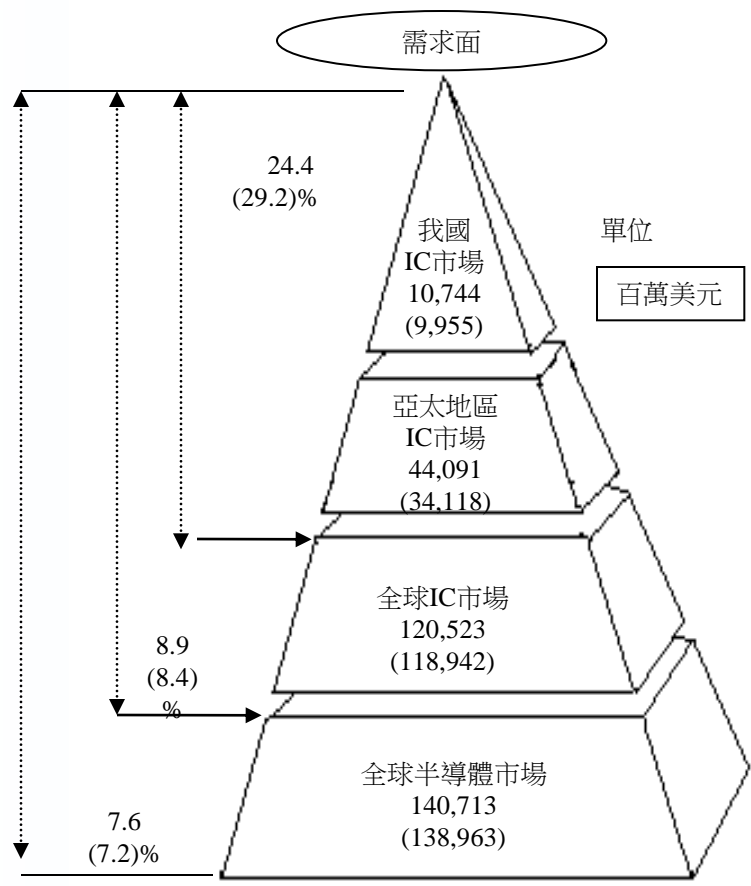 需求面
24.4
(29.2)%
我國
IC市場
10,744
(9,955)
單位
百萬美元
亞太地區
IC市場
44,091
(34,118)
全球IC市場
120,523
(118,942)
8.9
(8.4)
%
全球半導體市場
140,713
(138,963)
7.6
(7.2)%